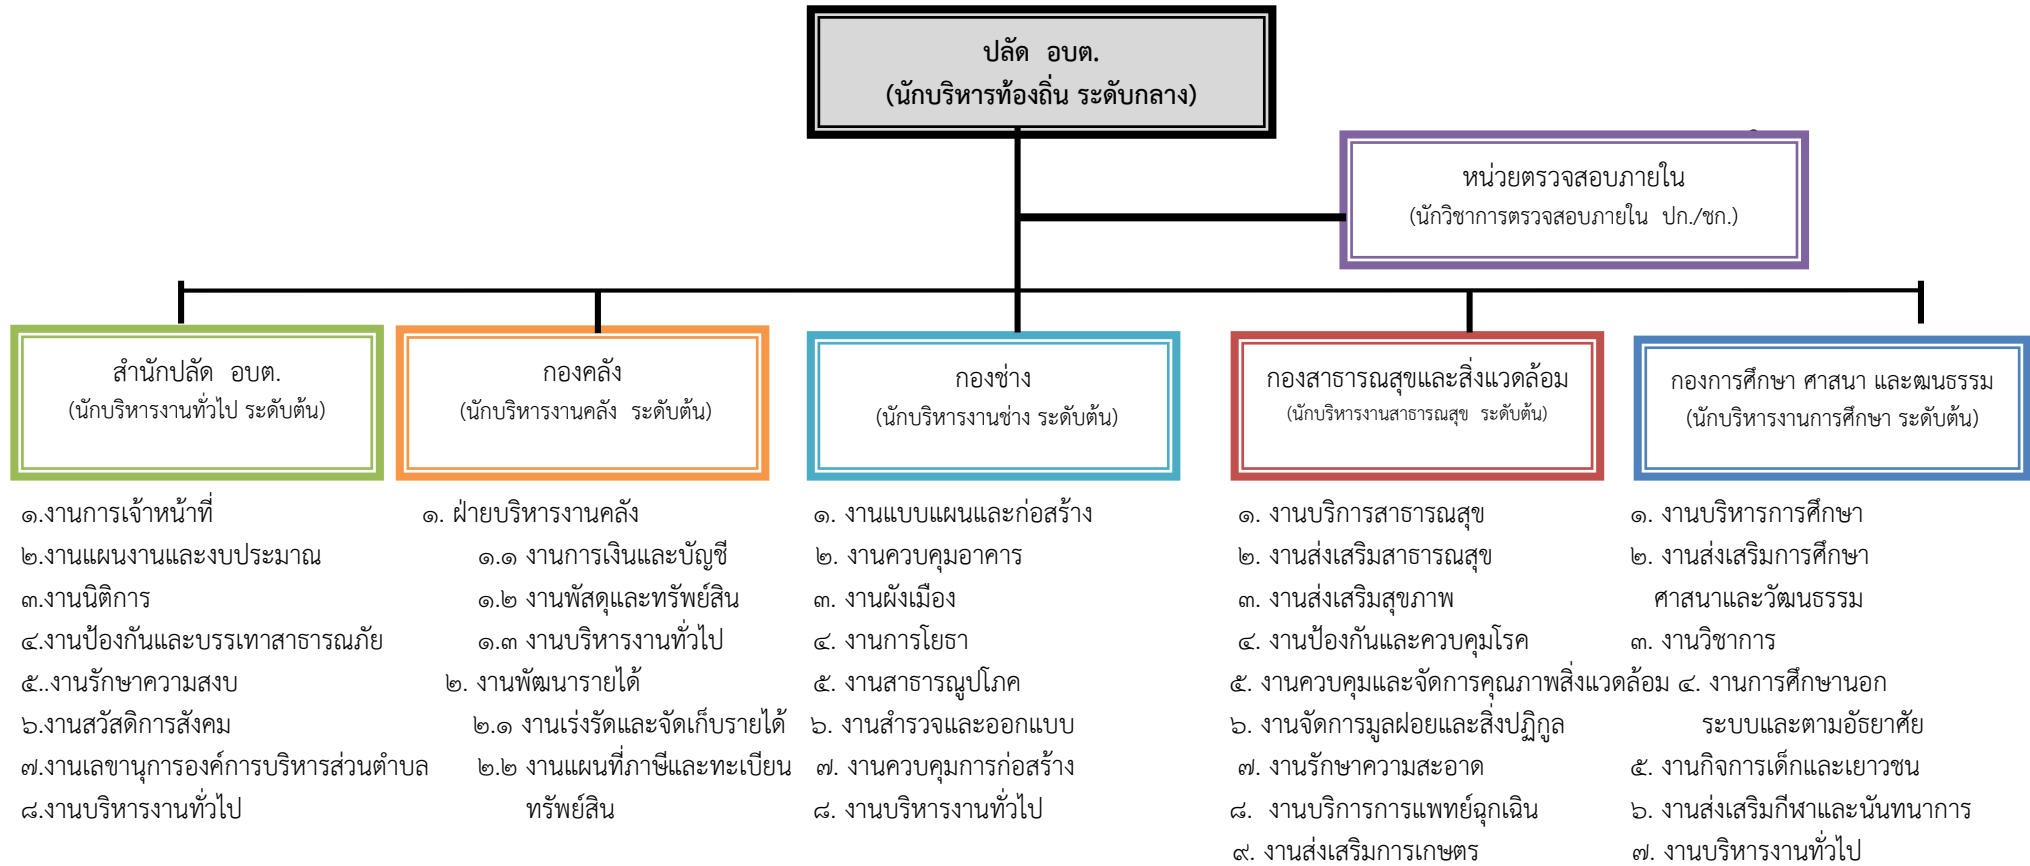 ปลัด อบต.
(นักบริหารท้องถิ่น ระดับกลาง)
หน่วยตรวจสอบภายใน
(นักวิชาการตรวจสอบภายใน ปก./ชก.)
สำนักปลัด อบต.
(นักบริหารงานทั่วไป ระดับต้น)
๑.งานการเจ้าหน้าที่
๒.งานแผนงานและงบประมาณ
๓.งานนิติการ
๔.งานป้องกันและบรรเทาสาธารณภัย
๕..งานรักษาความสงบ
๖.งานสวัสดิการสังคม
๗.งานเลขานุการองค์การบริหารส่วนตำบล
๘.งานบริหารงานทั่วไป
กองคลัง
(นักบริหารงานคลัง ระดับต้น)
๑. ฝ่ายบริหารงานคลัง
๑.๑ งานการเงินและบัญชี
๑.๒ งานพัสดุและทรัพย์สิน
๑.๓ งานบริหารงานทั่วไป
๒. งานพัฒนารายได้
๒.๑ งานเร่งรัดและจัดเก็บรายได้
๒.๒ งานแผนที่ภาษีและทะเบียน
ทรัพย์สิน
กองช่าง
(นักบริหารงานช่าง ระดับต้น)
๑. งานแบบแผนและก่อสร้าง
๒. งานควบคุมอาคาร
๓. งานผังเมือง
๔. งานการโยธา
๕. งานสาธารณูปโภค
๖. งานสำรวจและออกแบบ
๗. งานควบคุมการก่อสร้าง
๘. งานบริหารงานทั่วไป
กองสาธารณสุขและสิ่งแวดล้อม
(นักบริหารงานสาธารณสุข ระดับต้น)
๑. งานบริการสาธารณสุข
๒. งานส่งเสริมสาธารณสุข
๓. งานส่งเสริมสุขภาพ
๔. งานป้องกันและควบคุมโรค
๕. งานควบคุมและจัดการคุณภาพสิ่งแวดล้อม
๖. งานจัดการมูลฝอยและสิ่งปฏิกูล
๗. งานรักษาความสะอาด
๘. งานบริการการแพทย์ฉุกเฉิน
๙. งานส่งเสริมการเกษตร
กองการศึกษา ศาสนา และฒนธรรม
(นักบริหารงานการศึกษา ระดับต้น)
๑. งานบริหารการศึกษา
๒. งานส่งเสริมการศึกษา
ศาสนาและวัฒนธรรม
๓. งานวิชาการ
๔. งานการศึกษานอก
ระบบและตามอัธยาศัย
๕. งานกิจการเด็กและเยาวชน
๖. งานส่งเสริมกีฬาและนันทนาการ
๗. งานบริหารงานทั่วไป